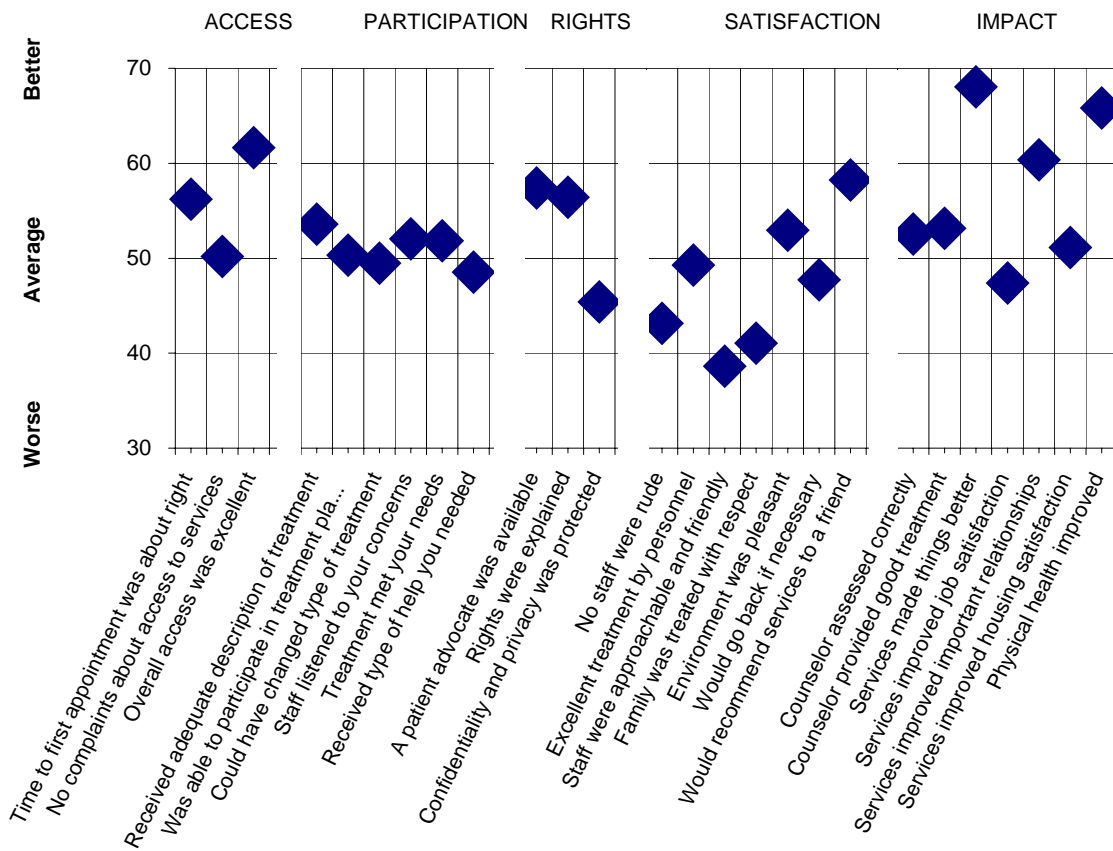 ACCESS
PARTICIPATION
RIGHTS
SATISFACTION
IMPACT
Better
Average
Worse
70
60
50
40
30
Time to first appointment was about right
No complaints about access to services
Overall access was excellent
Received adequate description of treatment
Was able to participate in treatment pla...
Could have changed type of treatment
Staff listened to your concerns
Treatment met your needs
Received type of help you needed
A patient advocate was available
Rights were explained
Confidentiality and privacy was protected
No staff were rude
Excellent treatment by personnel
Staff were approachable and friendly
Family was treated with respect
Environment was pleasant
Would go back if necessary
Would recommend services to a friend
Counselor assessed correctly
Counselor provided good treatment
Services made things better
Services improved job satisfaction
Services improved important relationships
Services improved housing satisfaction
Physical health improved